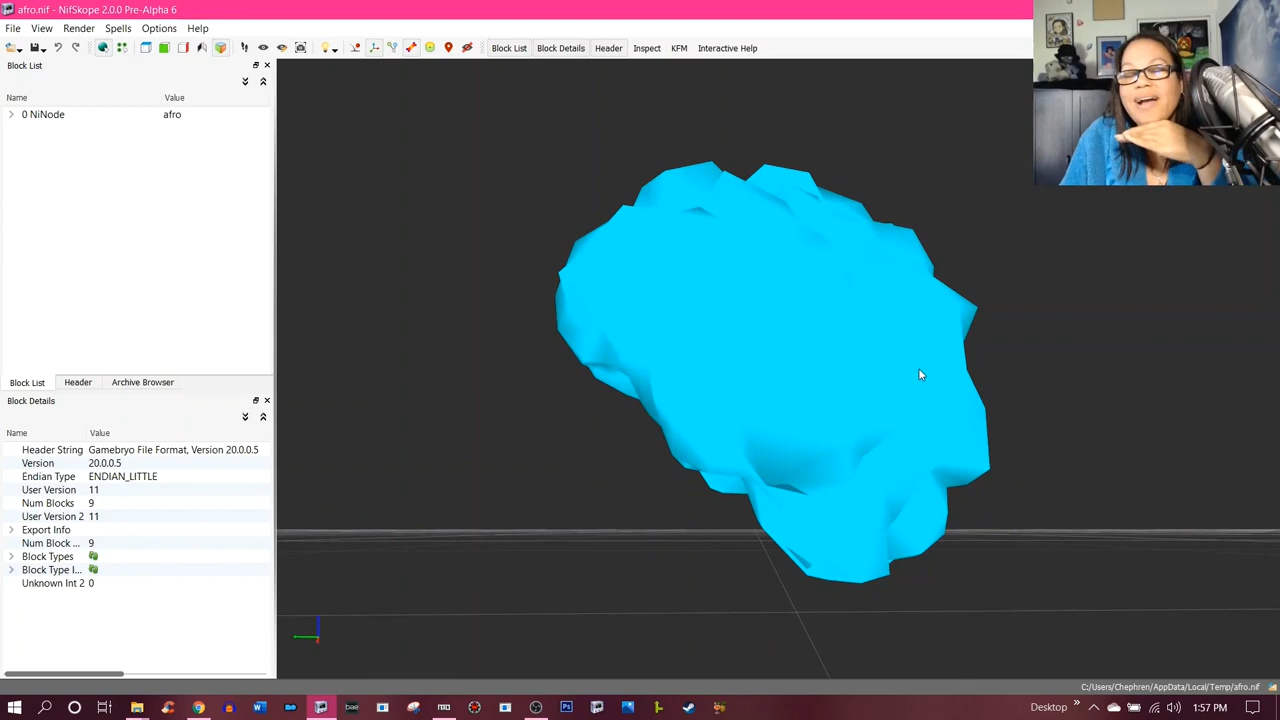 afro.nif - NifSkope 2.0.0 Pre-Alpha 6
File View Render Spells Options Help
Block List Block Details Header Inspect KFM Interactive Help
Block List
Name Value
0 NiNode afro
Block List Header Archive Browser
Block Details
Name Value
Header String Gamebryo File Format, Version 20.0.0.5
Version 20.0.0.5
Endian Type ENDIAN_LITTLE
User Version 11
Num Blocks 9
User Version 2 11
Export Info
Num Block ... 9
Block Types
Block Type I...
Unknown Int 2 0
C:/Users/Chephren/AppData/Local/Temp/afro.nif
bae
Desktop 1:57 PM